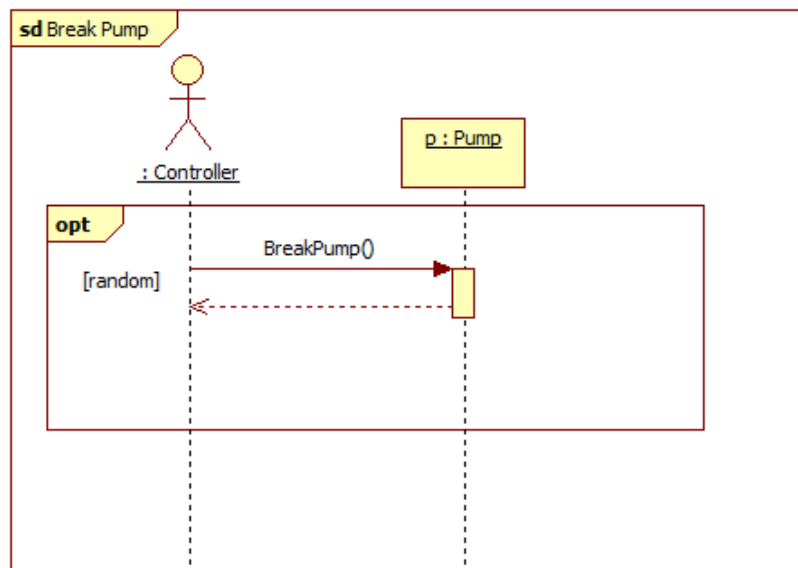 sd Break Pump
: Controller
p : Pump
opt
BreakPump()
[random]